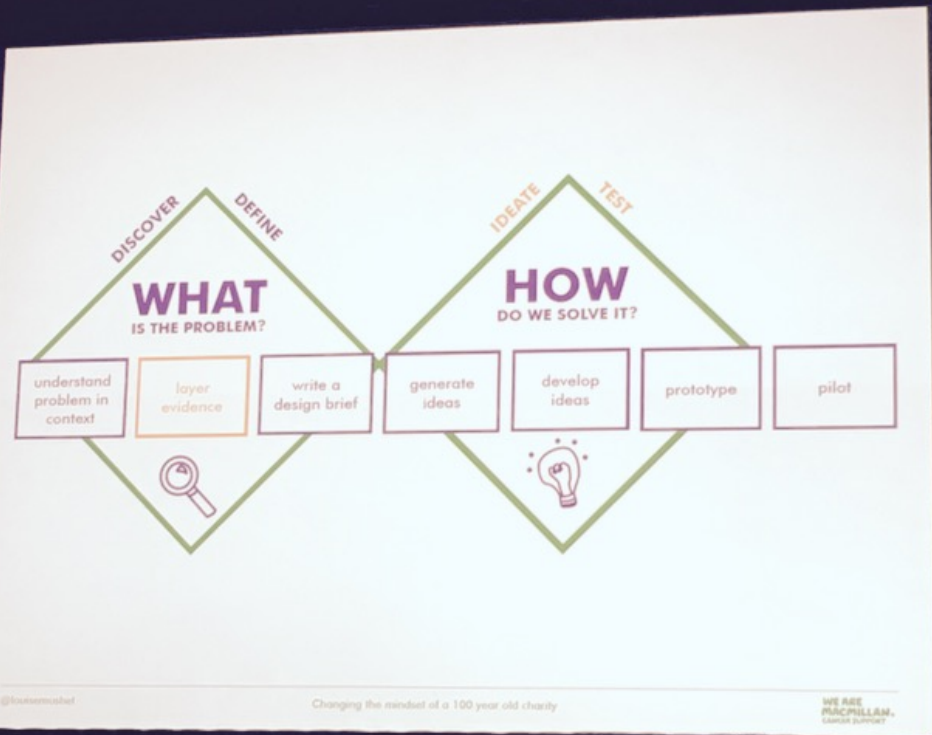 DISCOVER
DEFINE
IDEATE
TEST
WHAT
IS THE PROBLEM?
HOW
DO WE SOLVE IT?
understand
problem in
context
layer
evidence
write a
design brief
generate
ideas
develop
ideas
prototype
pilot
Changing the mindset of a 100 year old charity
WE ARE
MACMILLAN.
CANCER SUPPORT